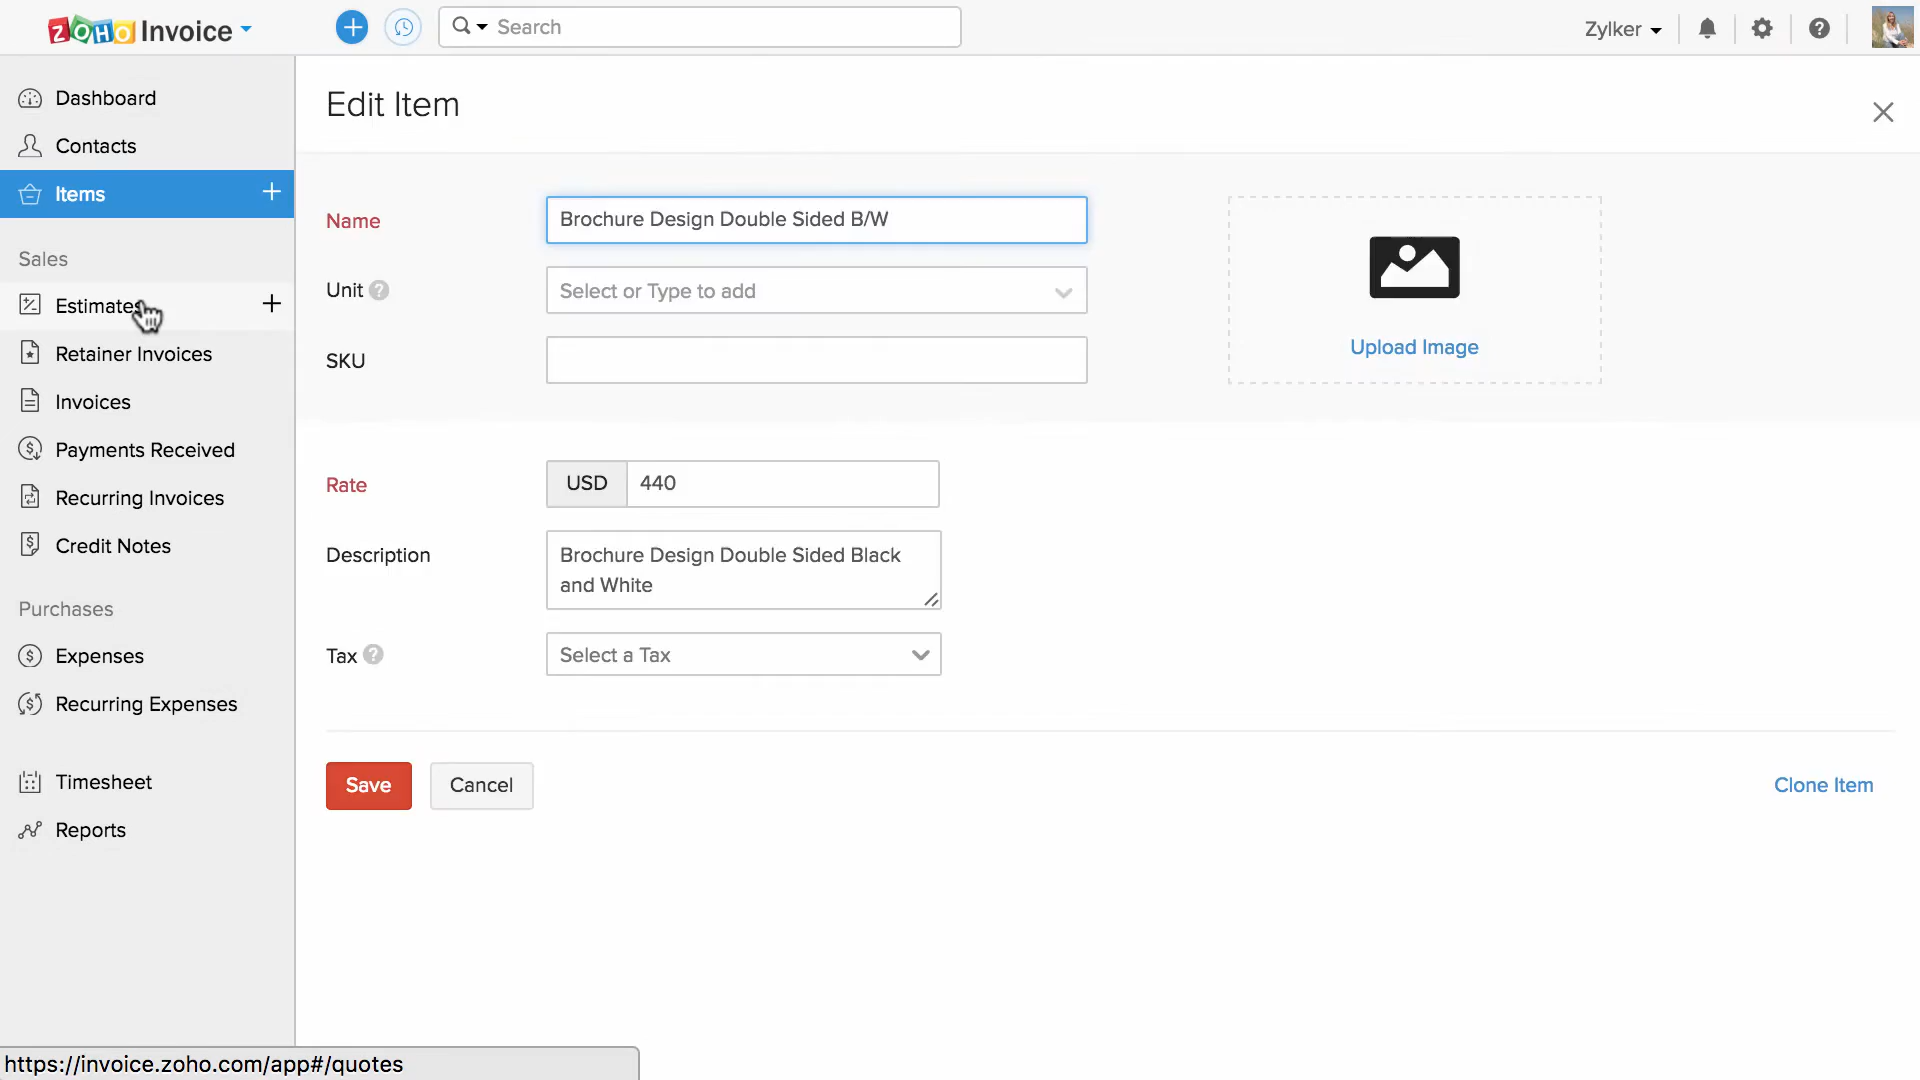 ZOHO Invoice
Search
Zylker
Dashboard
Contacts
Items
Sales
Estimates
Retainer Invoices
Invoices
Payments Received
Recurring Invoices
Credit Notes
Purchases
Expenses
Recurring Expenses
Timesheet
Reports
Edit Item
Name
Brochure Design Double Sided B/W
Unit ?
Select or Type to add
SKU
Upload Image
Rate
USD 440
Description
Brochure Design Double Sided Black
and White
Tax ?
Select a Tax
Save
Cancel
Clone Item
https://invoice.zoho.com/app#/quotes